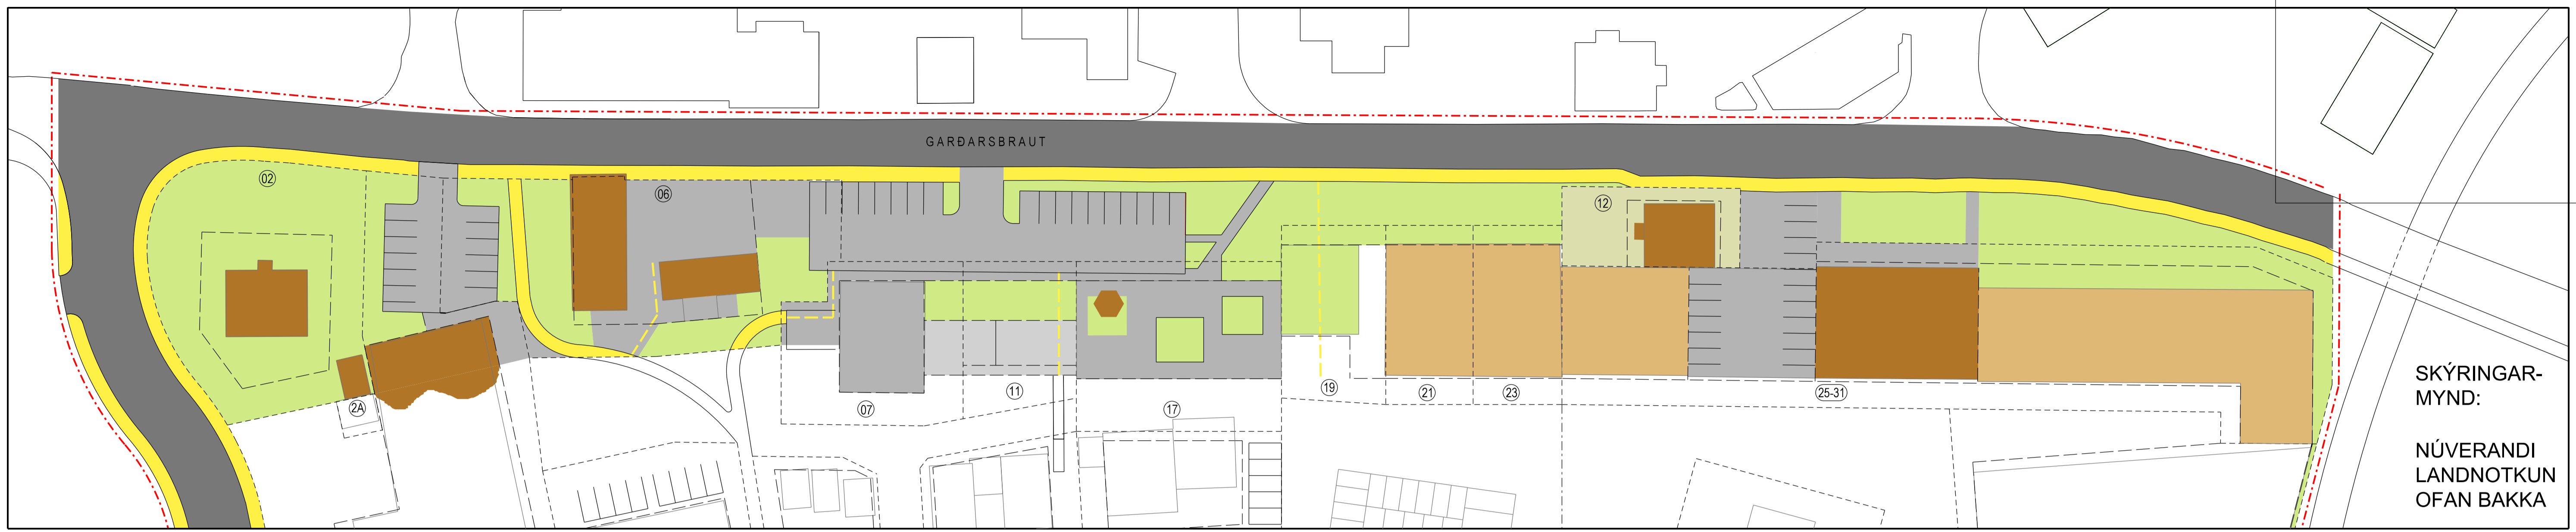 GARÐARSBRAUT
02
06
12
2A
07
11
17
19
21
23
25-31
SKÝRINGAR-
MYND:
NÚVERANDI
LANDNOTKUN
OFAN BAKKA